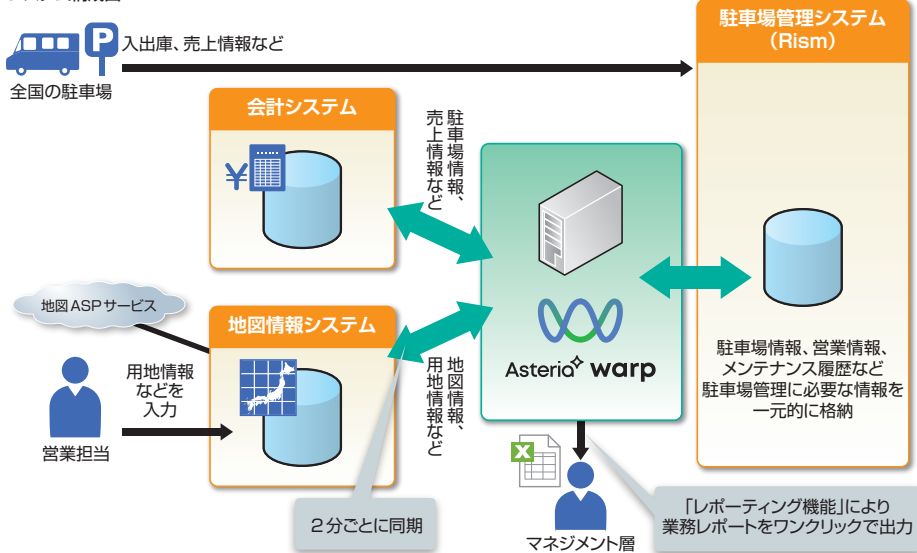 駐車場管理システム
（Rism）
P
入出庫、売上情報など
全国の駐車場
会計システム
¥
駐車場情報、
売上情報など
地図ASPサービス
地図情報システム
用地情報
などを
入力
営業担当
地図情報、
用地情報など
Asteria warp
駐車場情報、営業情報、
メンテナンス履歴など
駐車場管理に必要な情報を
一元的に格納
2分ごとに同期
X
マネジメント層
「レポーティング機能」により
業務レポートをワンクリックで出力